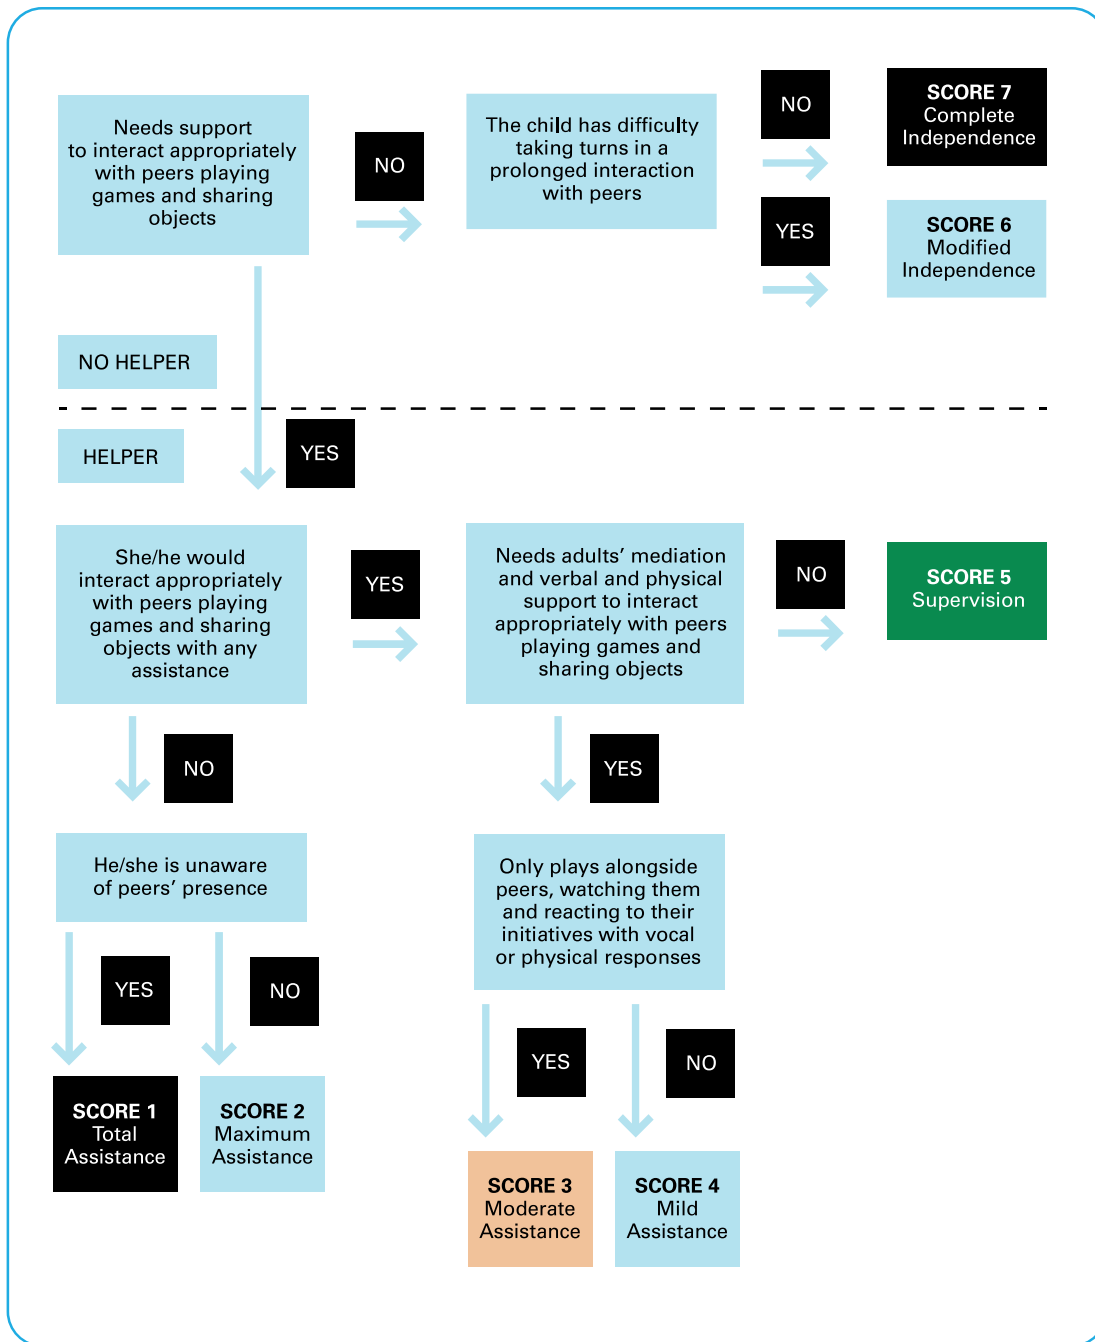 Needs support
to interact appropriately
with peers playing
games and sharing
objects
NO
The child has difficulty
taking turns in a
prolonged interaction
with peers
NO
SCORE 7
Complete
Independence
YES
SCORE 6
Modified
Independence
NO HELPER
HELPER
YES
She/he would
interact appropriately
with peers playing
games and sharing
objects with any
assistance
YES
Needs adults’ mediation
and verbal and physical
support to interact
appropriately with peers
playing games and
sharing objects
NO
SCORE 5
Supervision
NO
YES
He/she is unaware
of peers’ presence
Only plays alongside
peers, watching them
and reacting to their
initiatives with vocal
or physical responses
YES
NO
YES
NO
SCORE 1
Total
Assistance
SCORE 2
Maximum
Assistance
SCORE 3
Moderate
Assistance
SCORE 4
Mild
Assistance